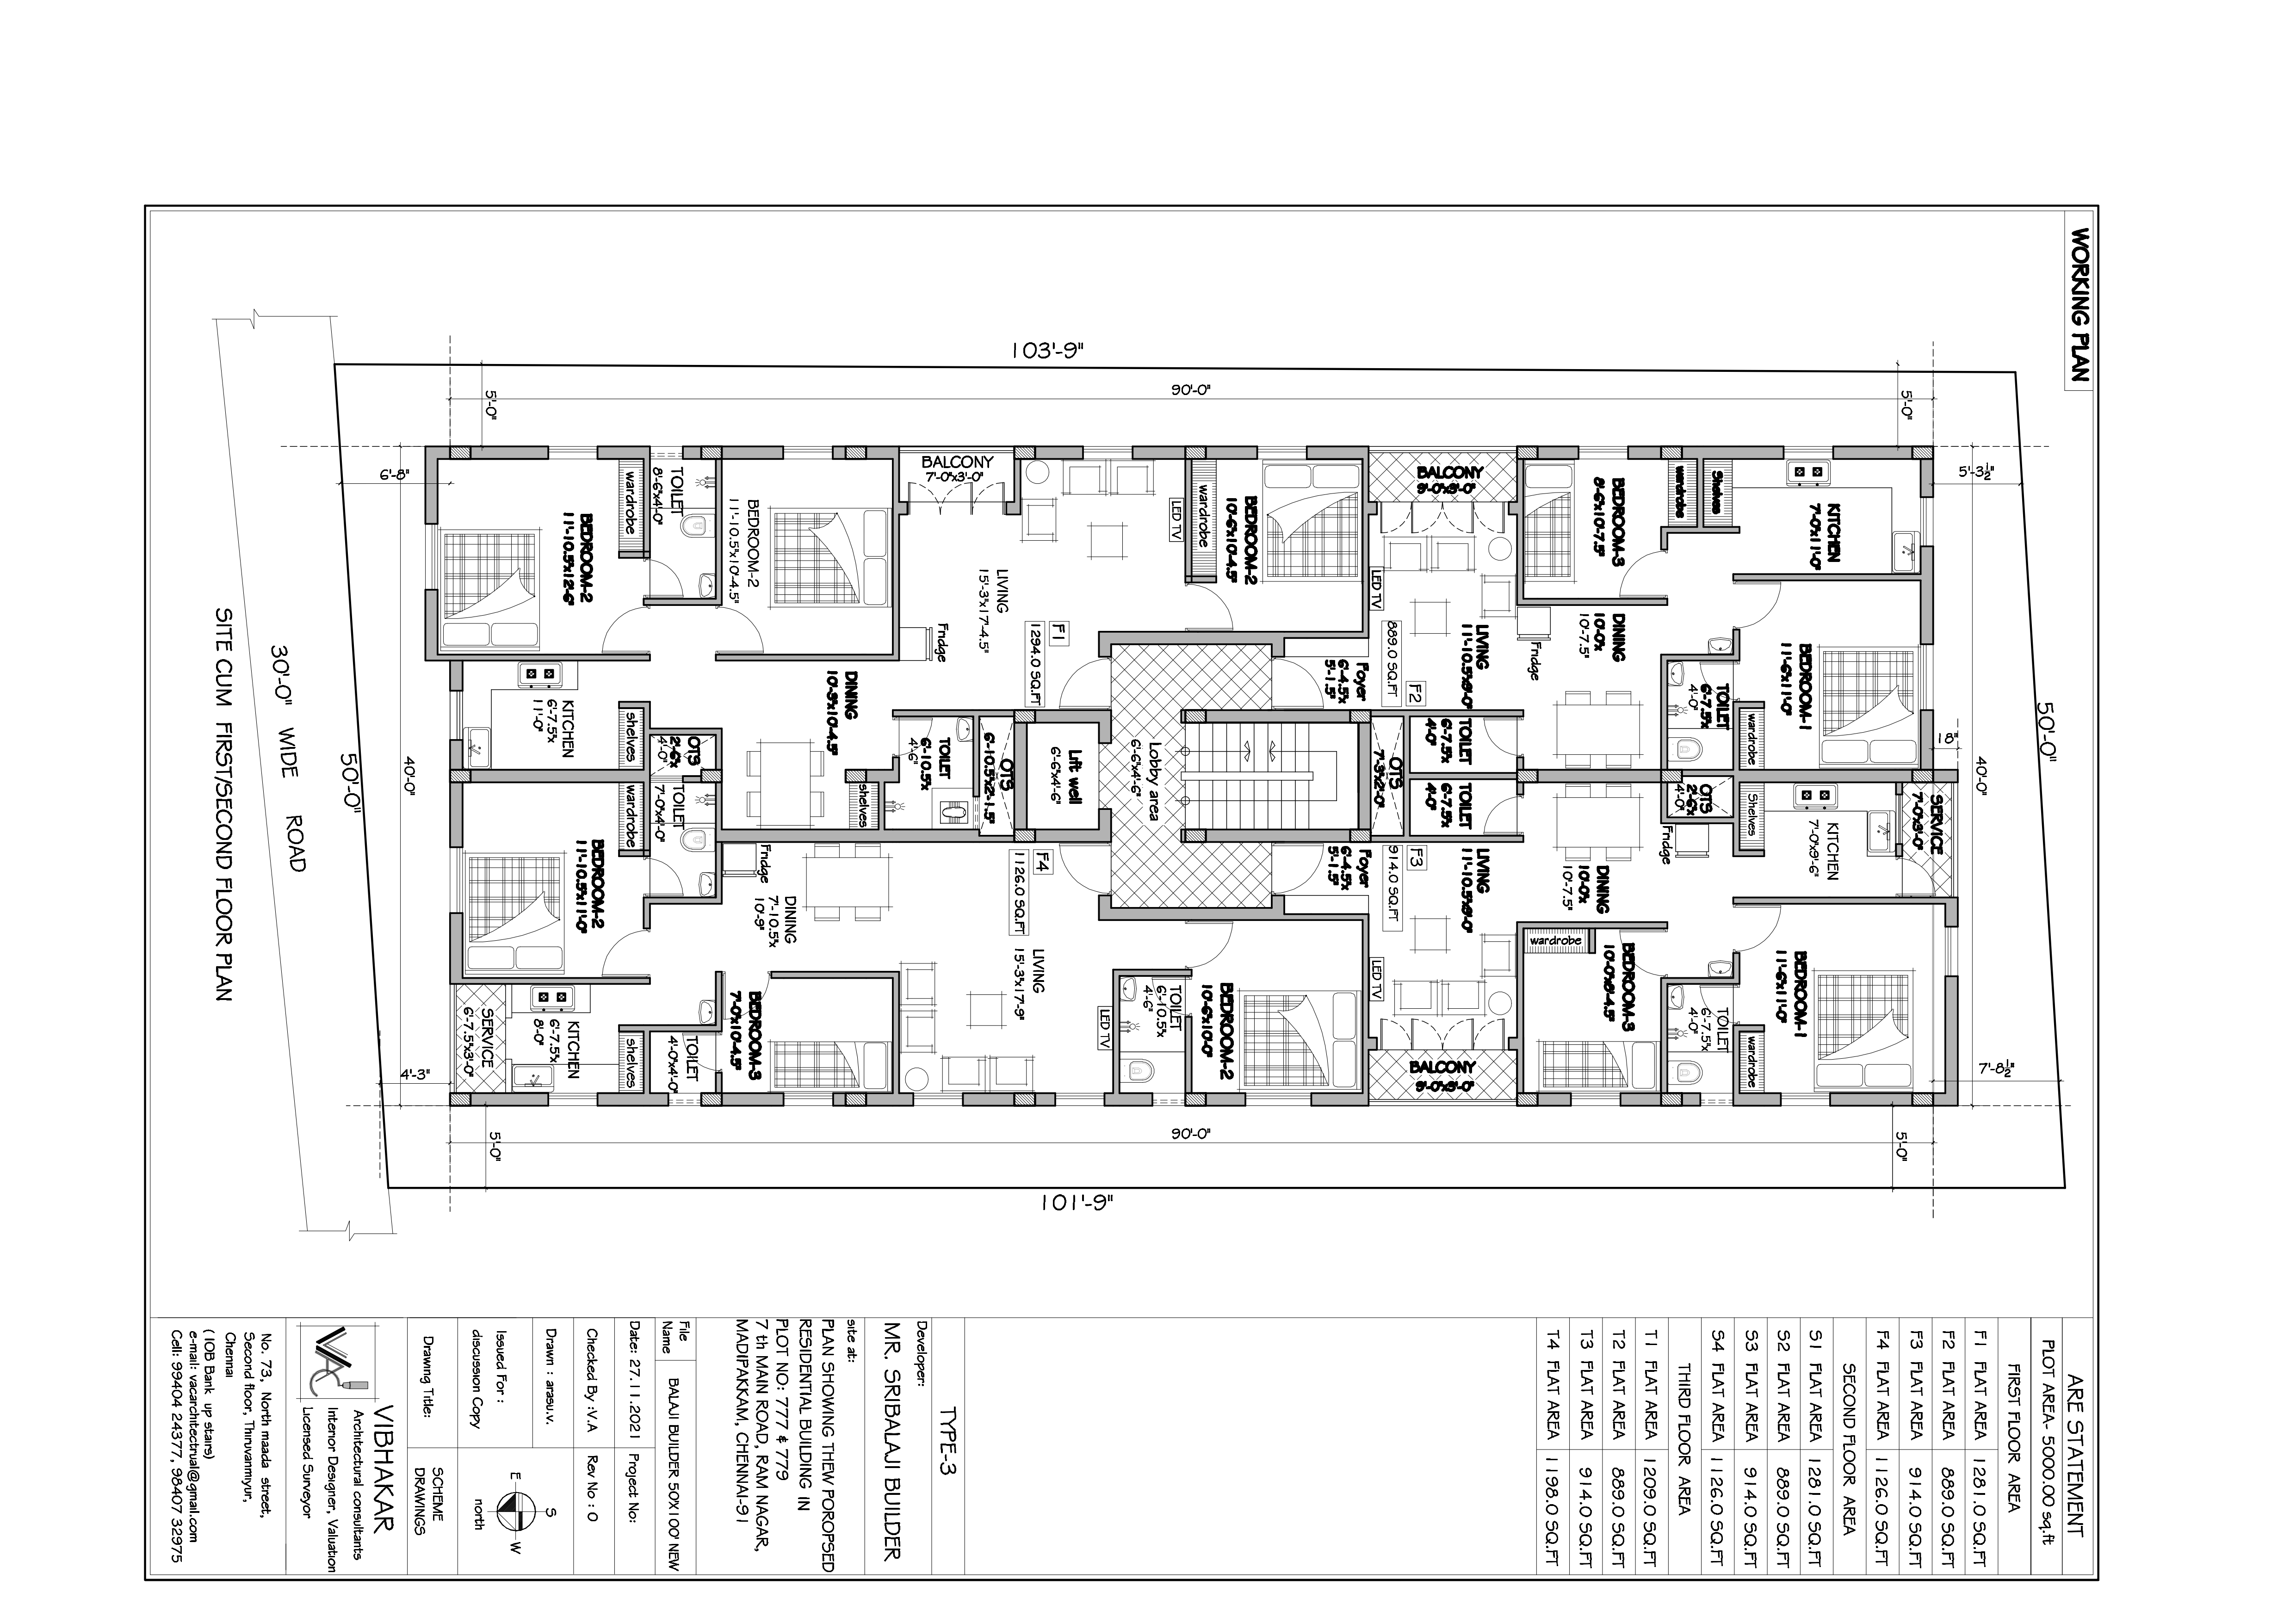 WORKING PLAN
103'-9"
90'-0"
5'-0"
5'-0"
6'-8"
5'-3½"
BEDROOM-2
11'-10.5"x12'-6"
wardrobe
TOILET
8'-6"x4'-0"
BEDROOM-2
11'-10.5"x10'-4.5"
BALCONY
7'-0"x3'-0"
LIVING
15'-3"x17'-4.5"
Fridge
F1
1294.0 SQ.FT
LED TV
wardrobe
BEDROOM-2
10'-6"x10'-4.5"
BALCONY
9'-0"x3'-0"
LED TV
889.0 SQ.FT
F2
LIVING
11'-10.5"x9'-0"
Foyer
6'-4.5"x
5'-1.5"
BEDROOM-3
8'-6"x10'-7.5"
wardrobe
Shelves
KITCHEN
7'-0"x11'-0"
DINING
10'-0"x
10'-7.5"
Fridge
BEDROOM-1
11'-6"x11'-0"
TOILET
6'-7.5"x
4'-0"
wardrobe
KITCHEN
6'-7.5"x
11'-0"
shelves
OTS
2'-6"x
4'-0"
DINING
10'-3"x10'-4.5"
shelves
TOILET
6'-10.5"x
4'-6"
OTS
6'-10.5"x2'-1.5"
Lift well
6'-6"x4'-6"
Lobby area
6'-6"x4'-6"
OTS
7'-3"x2'-0"
TOILET
6'-7.5"x
4'-0"
TOILET
6'-7.5"x
4'-0"
18"
50'-0"
40'-0"
50'-0"
40'-0"
30'-0" WIDE ROAD
SITE CUM FIRST/SECOND FLOOR PLAN
BEDROOM-2
11'-10.5"x11'-0"
wardrobe
TOILET
7'-0"x4'-0"
Fridge
DINING
7'-10.5"x
10'-9"
F4
1126.0 SQ.FT
LIVING
15'-3"x17'-9"
LED TV
Foyer
6'-4.5"x
5'-1.5"
F3
914.0 SQ.FT
LIVING
11'-10.5"x9'-0"
LED TV
DINING
10'-0"x
10'-7.5"
Fridge
OTS
2'-6"x
4'-0"
Shelves
KITCHEN
7'-0"x9'-6"
SERVICE
7'-0"x3'-0"
SERVICE
6'-7.5"x3'-0"
KITCHEN
6'-7.5"x
8'-0"
shelves
TOILET
4'-0"x4'-0"
BEDROOM-3
7'-0"x10'-4.5"
TOILET
6'-10.5"x
4'-6"
BEDROOM-2
10'-6"x10'-0"
BALCONY
9'-0"x3'-0"
wardrobe
BEDROOM-3
10'-0"x8'-4.5"
TOILET
6'-7.5"x
4'-0"
wardrobe
BEDROOM-1
11'-6"x11'-0"
4'-3"
7'-8½"
5'-0"
90'-0"
5'-0"
101'-9"
ARE STATEMENT
PLOT AREA- 5000.00 sq.ft
FIRST FLOOR AREA
F1 FLAT AREA 1281.0 SQ.FT
F2 FLAT AREA 889.0 SQ.FT
F3 FLAT AREA 914.0 SQ.FT
F4 FLAT AREA 1126.0 SQ.FT
SECOND FLOOR AREA
S1 FLAT AREA 1281.0 SQ.FT
S2 FLAT AREA 889.0 SQ.FT
S3 FLAT AREA 914.0 SQ.FT
S4 FLAT AREA 1126.0 SQ.FT
THIRD FLOOR AREA
T1 FLAT AREA 1209.0 SQ.FT
T2 FLAT AREA 889.0 SQ.FT
T3 FLAT AREA 914.0 SQ.FT
T4 FLAT AREA 1198.0 SQ.FT
TYPE-3
Developer:
MR. SRIBALAJI BUILDER
site at:
PLAN SHOWING THEW POROPSED
RESIDENTIAL BUILDING IN
PLOT NO: 777 & 779
7 th MAIN ROAD, RAM NAGAR,
MADIPAKKAM, CHENNAI-91
File Name BALAJI BUILDER 50'X100' NEW
Date: 27.11.2021 Project No:
Checked By :V.A Rev No : 0
Drawn : arasu.v.
Issued For :
discussion Copy
E
S
W
north
Drawing Title:
SCHEME
DRAWINGS
VIBHAKAR
Architectural consultants
Interior Designer, Valuation
Licensed Surveyor
No. 73, North maada street,
Second floor, Thiruvanmiyur,
Chennai
( IOB Bank up stairs)
e-mail: vacarchitectrual@gmail.com
Cell: 99404 24377, 98407 32975